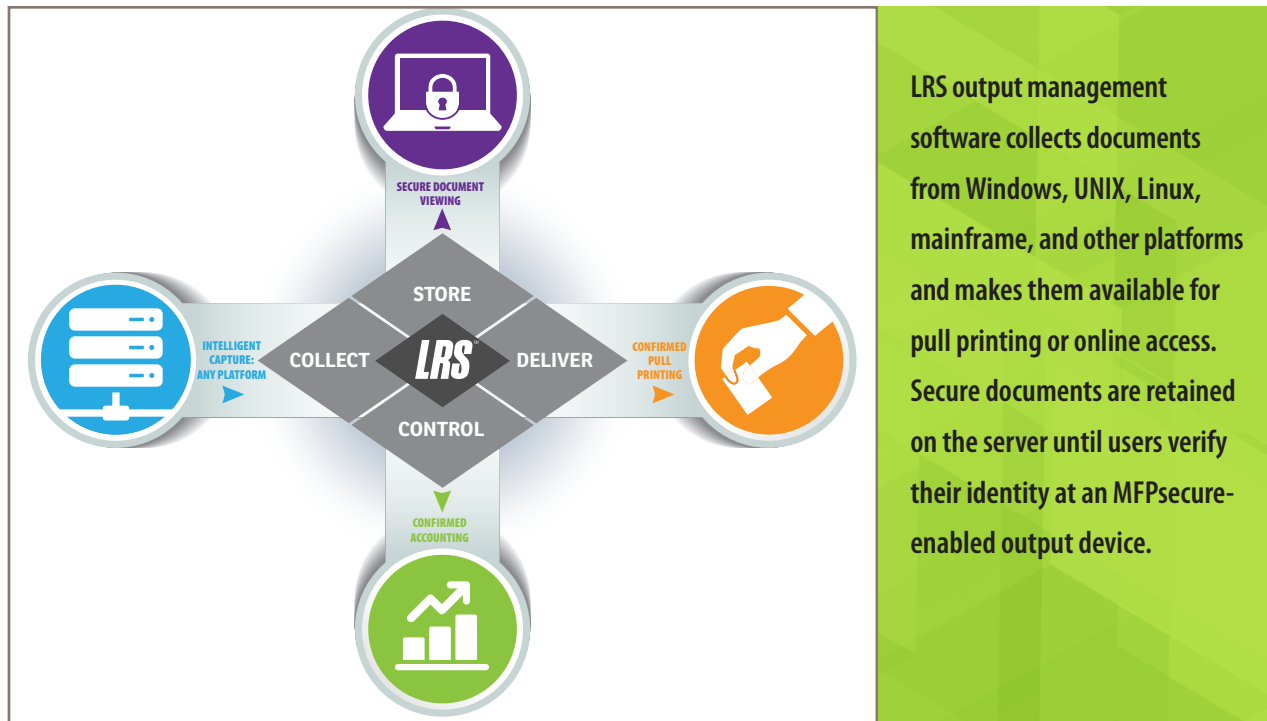 SECURE DOCUMENT
VIEWING
STORE
INTELLIGENT
CAPTURE:
ANY PLATFORM
COLLECT
LRS
DELIVER
CONFIRMED
PULL
PRINTING
CONTROL
CONFIRMED
ACCOUNTING
LRS output management
software collects documents
from Windows, UNIX, Linux,
mainframe, and other platforms
and makes them available for
pull printing or online access.
Secure documents are retained
on the server until users verify
their identity at an MFPsecure-
enabled output device.